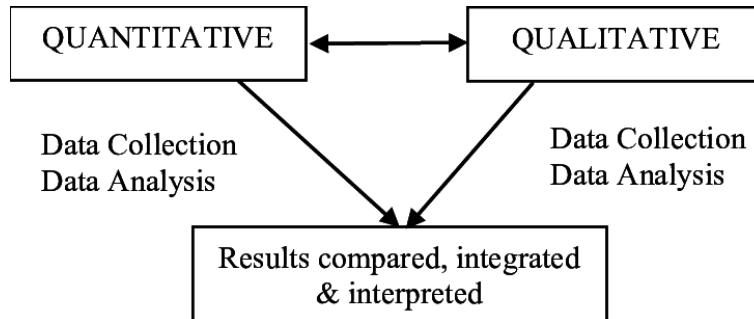 QUANTITATIVE
QUALITATIVE
Data Collection
Data Analysis
Data Collection
Data Analysis
Results compared, integrated
& interpreted